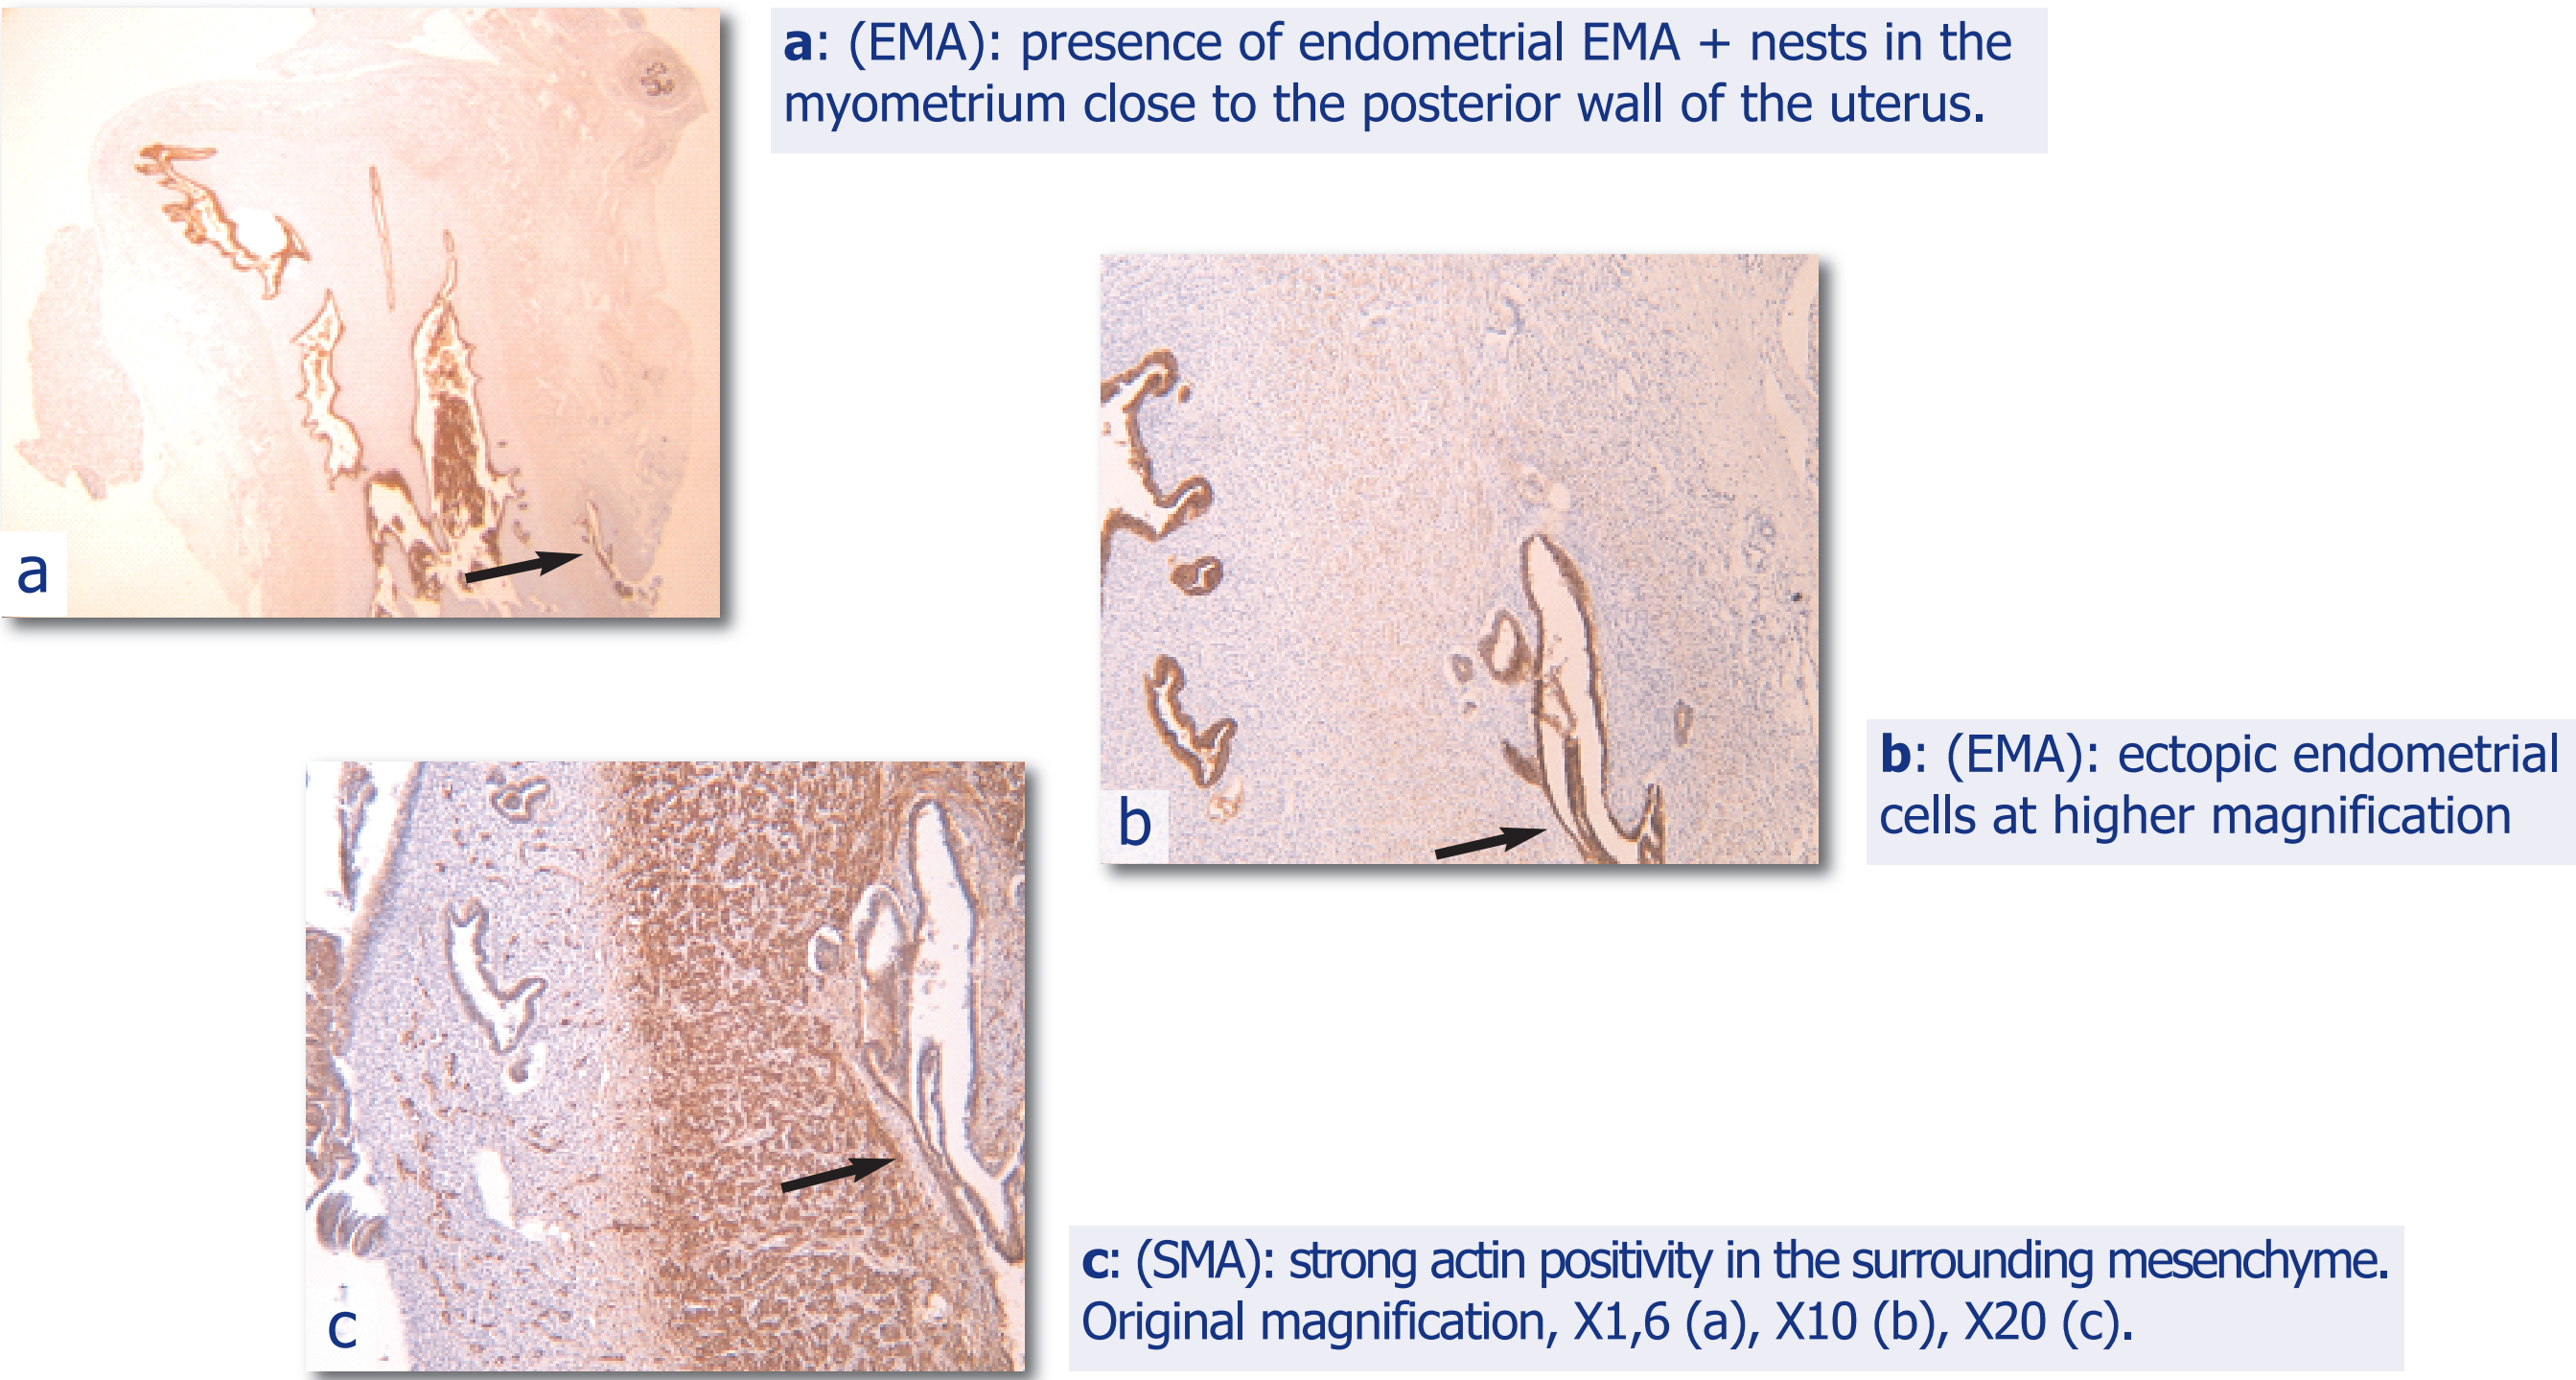 a: (EMA): presence of endometrial EMA + nests in the
myometrium close to the posterior wall of the uterus.
a
b
b: (EMA): ectopic endometrial
cells at higher magnification
c
c: (SMA): strong actin positivity in the surrounding mesenchyme.
Original magnification, X1,6 (a), X10 (b), X20 (c).